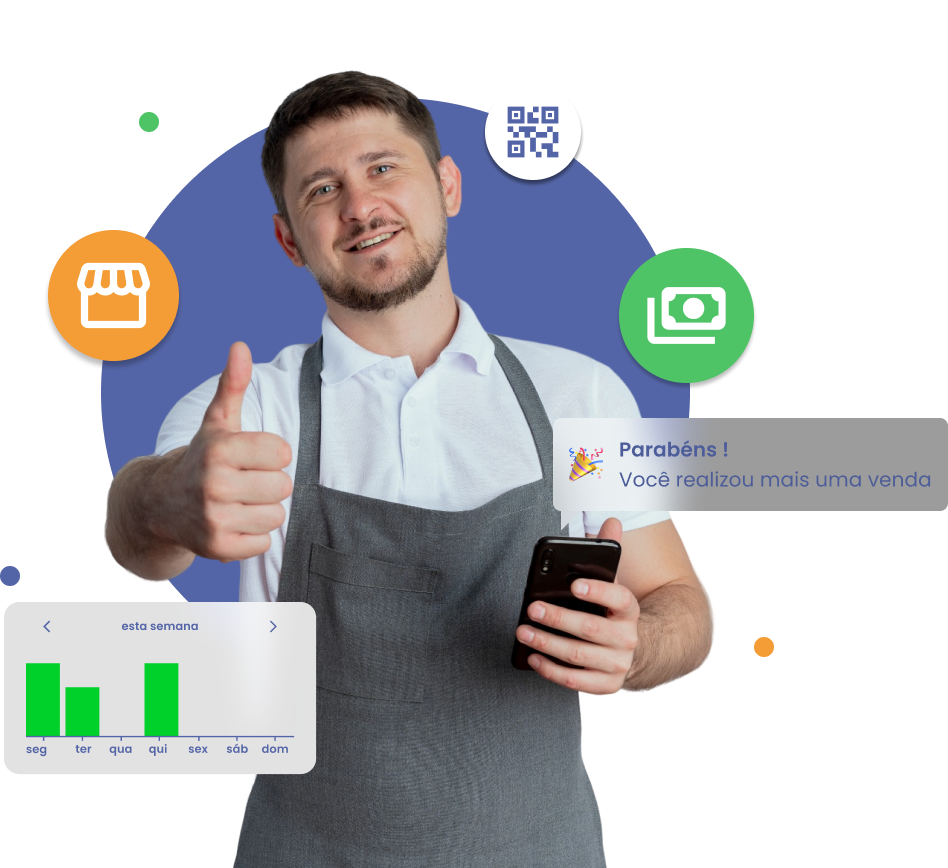 Parabéns !
Você realizou mais uma venda
esta semana
seg ter qua qui sex sáb dom